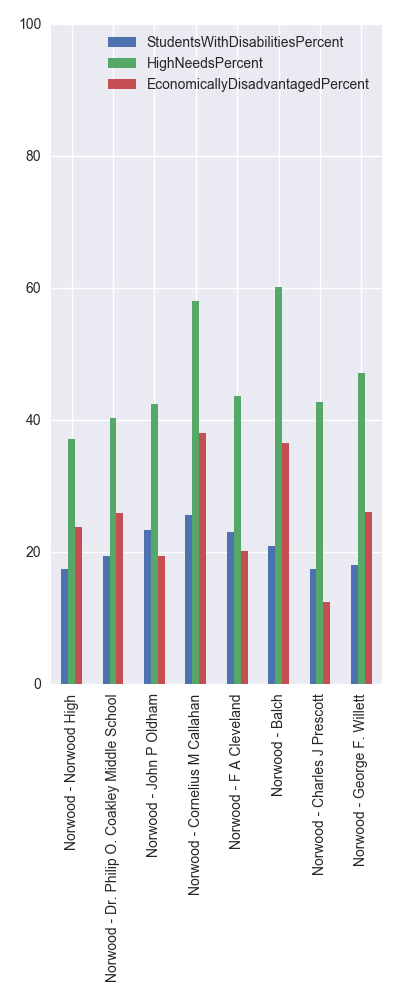 100
StudentsWithDisabilitiesPercent
HighNeedsPercent
EconomicallyDisadvantagedPercent
80
60
40
20
0
Norwood - Norwood High
Norwood - Dr. Philip O. Coakley Middle School
Norwood - John P Oldham
Norwood - Cornelius M Callahan
Norwood - F A Cleveland
Norwood - Balch
Norwood - Charles J Prescott
Norwood - George F. Willett